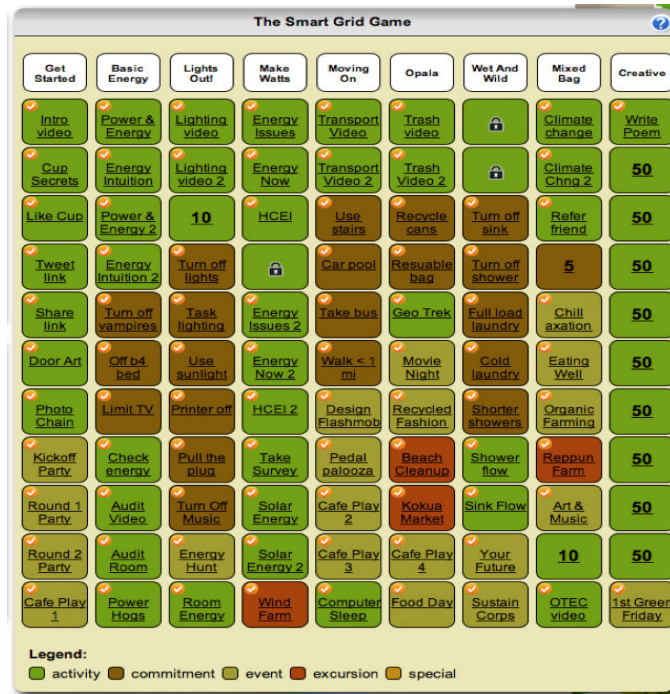 The Smart Grid Game
?
Get Basic Lights Make Moving Opala Wet And Mixed Creative
Started Energy Out! Watts On Wild Bag
Intro Power & Lighting Energy Transport Trash Climate Write
video Energy video Issues Video video change Poem
Cup Energy Lighting Energy Transport Trash Climate 50
Secrets Intuition video 2 Now Video 2 Video 2 Chng 2
Like Cup Power & 10 HCEI Use Recycle Turn off Refer 50
Energy 2 stairs cans sink friend
Tweet Energy Turn off Car pool Resuable Turn off 5 50
link Intuition 2 lights bag shower
Share Turn off Task Energy Take bus Geo Trek Full load Chill 50
link vampires lighting Issues 2 laundry axation
Door Art Off b4 Use Energy Walk < 1 Movie Cold Eating 50
bed sunlight Now 2 mi Night laundry Well
Photo Limit TV Printer off HCEI 2 Design Recycled Shorter Organic 50
Chain Flashmob Fashion showers Farming
Kickoff Check Pull the Take Pedal Beach Shower Reppun 50
Party energy plug Survey palooza Cleanup flow Farm
Round 1 Audit Turn Off Solar Cafe Play Kokua Sink Flow Art & 50
Party Video Music Energy 2 Market Music
Round 2 Audit Energy Solar Cafe Play Cafe Play Your 10 50
Party Room Hunt Energy 2 3 4 Future
Cafe Play Power Room Wind Computer Food Day Sustain OTEC 1st Green
1 Hogs Energy Farm Sleep Corps video Friday
Legend:
activity commitment event excursion special